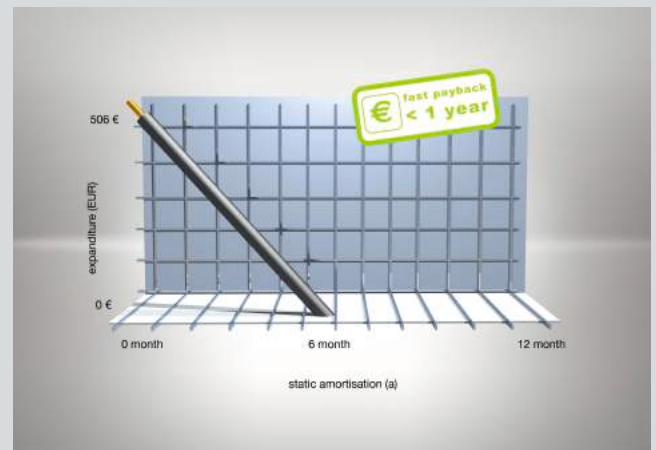 fast payback
€ < 1 year
506 €
expanditure (EUR)
0 €
0 month 6 month 12 month
static amortisation (a)